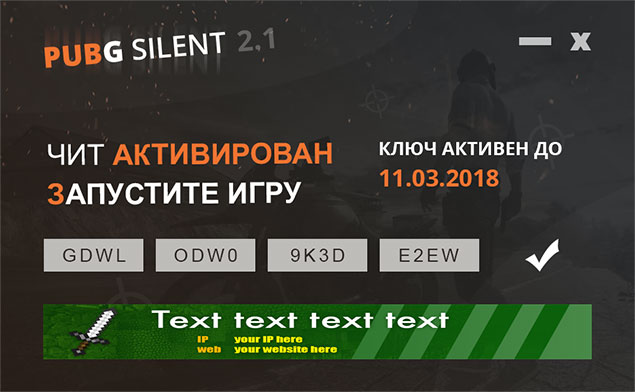 PUBG SILENT 2.1
X
ЧИТ АКТИВИРОВАН
ЗАПУСТИТЕ ИГРУ
КЛЮЧ АКТИВЕН ДО
11.03.2018
GDWL ODW0 9K3D E2EW
Text text text text
IP your IP here
web your website here